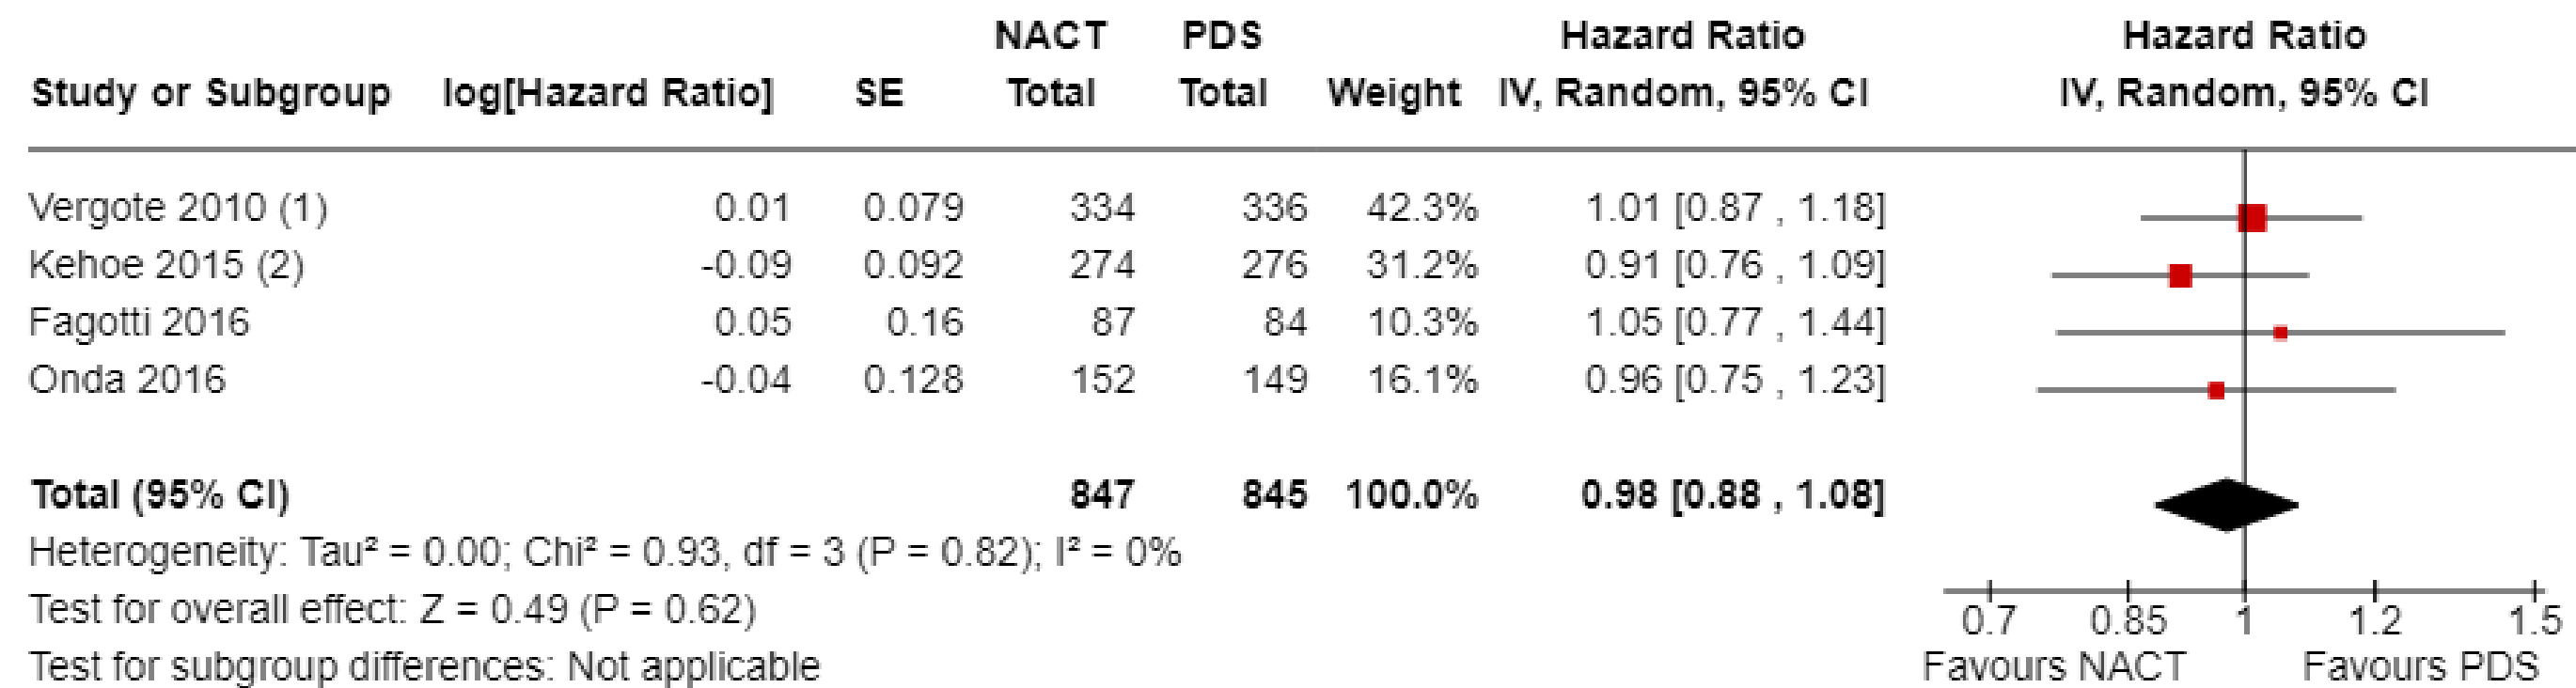 NACT PDS Hazard Ratio Hazard Ratio
Study or Subgroup log[Hazard Ratio] SE Total Total Weight IV, Random, 95% CI IV, Random, 95% CI
Vergote 2010 (1) 0.01 0.079 334 336 42.3% 1.01 [0.87 , 1.18]
Kehoe 2015 (2) -0.09 0.092 274 276 31.2% 0.91 [0.76 , 1.09]
Fagotti 2016 0.05 0.16 87 84 10.3% 1.05 [0.77 , 1.44]
Onda 2016 -0.04 0.128 152 149 16.1% 0.96 [0.75 , 1.23]
Total (95% CI) 847 845 100.0% 0.98 [0.88 , 1.08]
Heterogeneity: Tau² = 0.00; Chi² = 0.93, df = 3 (P = 0.82); I² = 0%
Test for overall effect: Z = 0.49 (P = 0.62) 0.7 0.85 1 1.2 1.5
Test for subgroup differences: Not applicable Favours NACT Favours PDS